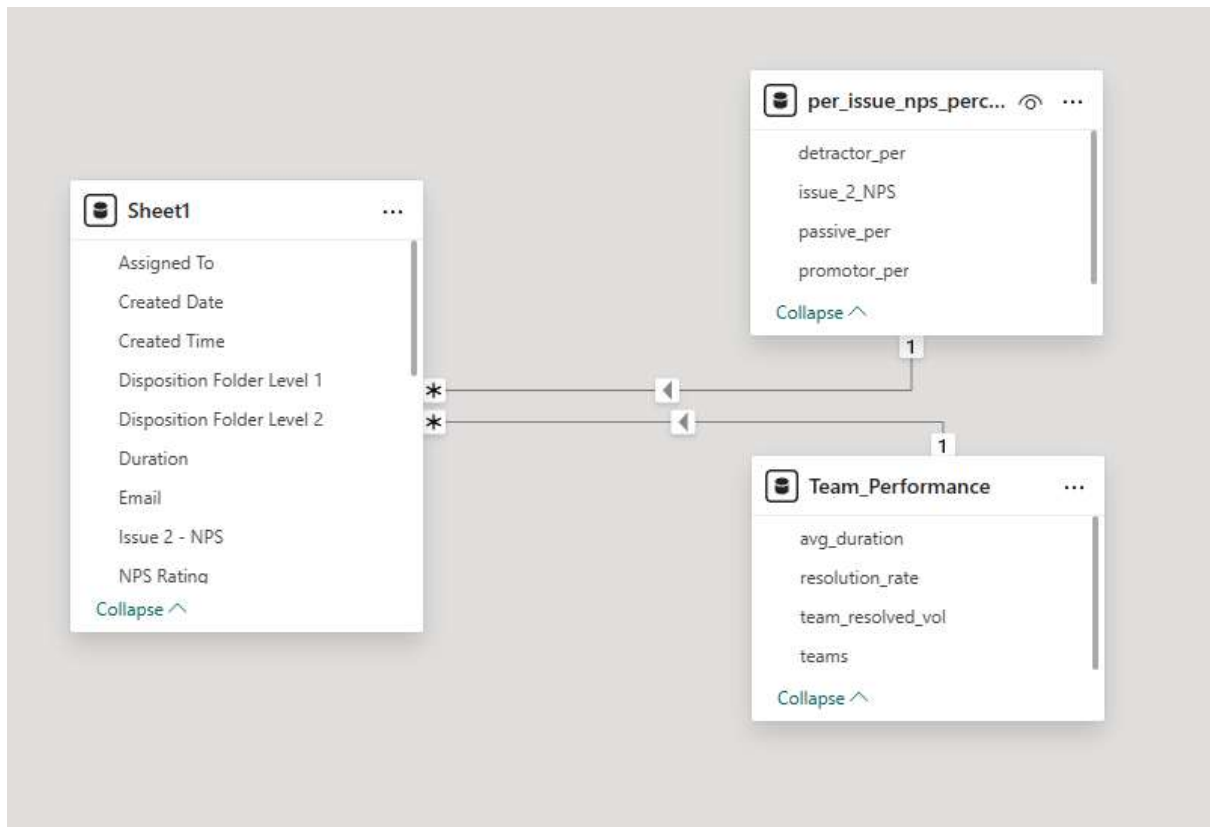 Sheet1
Assigned To
Created Date
Created Time
Disposition Folder Level 1
Disposition Folder Level 2
Duration
Email
Issue 2 - NPS
NPS Rating
Collapse
*
*
per_issue_nps_perc...
detractor_per
issue_2_NPS
passive_per
promotor_per
Collapse
1
1
Team_Performance
avg_duration
resolution_rate
team_resolved_vol
teams
Collapse